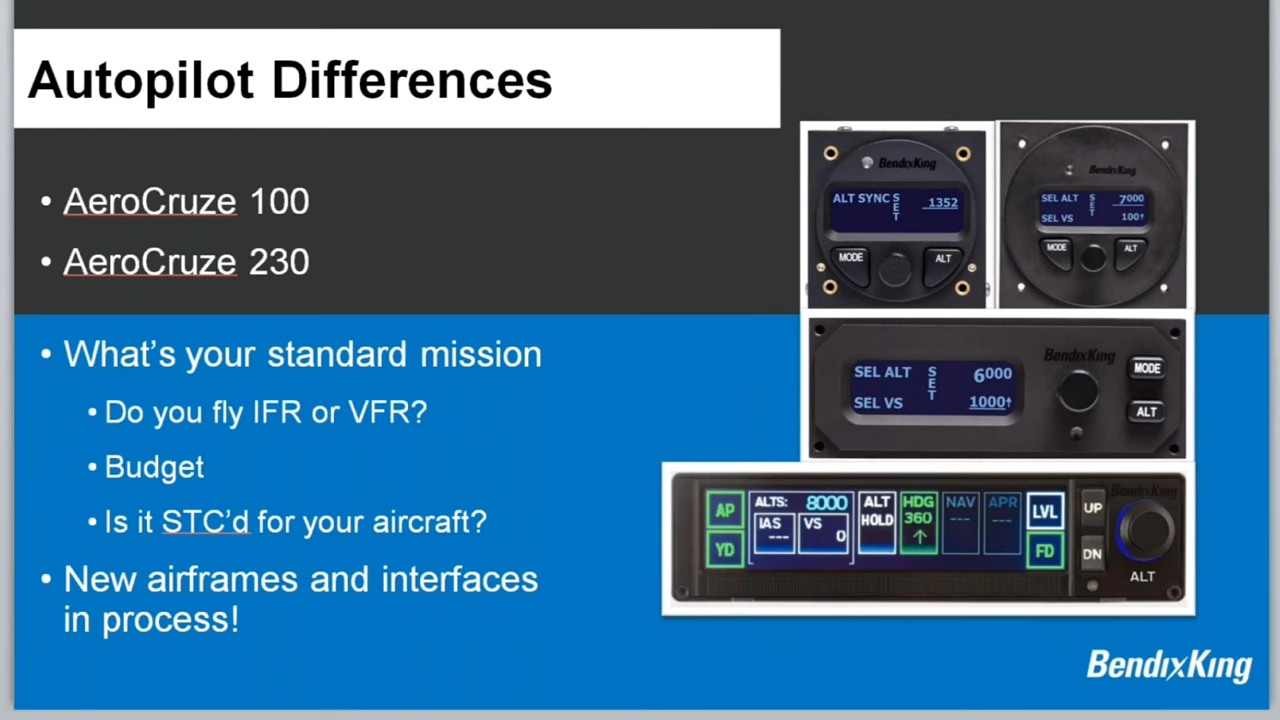 Autopilot Differences
• AeroCruze 100
• AeroCruze 230
• What's your standard mission
• Do you fly IFR or VFR?
• Budget
• Is it STC'd for your aircraft?
• New airframes and interfaces
in process!
BendixKing
ALT SYNC SET 1352
MODE ALT
BendixKing
SEL ALT SET 7000
SEL VS 100↑
MODE ALT
BendixKing
SEL ALT SET 6000
SEL VS 1000↑
MODE
ALT
BendixKing
AP ALTS: 8000 ALT HOLD HDG 360 ↑ NAV --- APR --- LVL UP
YD IAS --- VS 0 FD DN
ALT
BendixKing